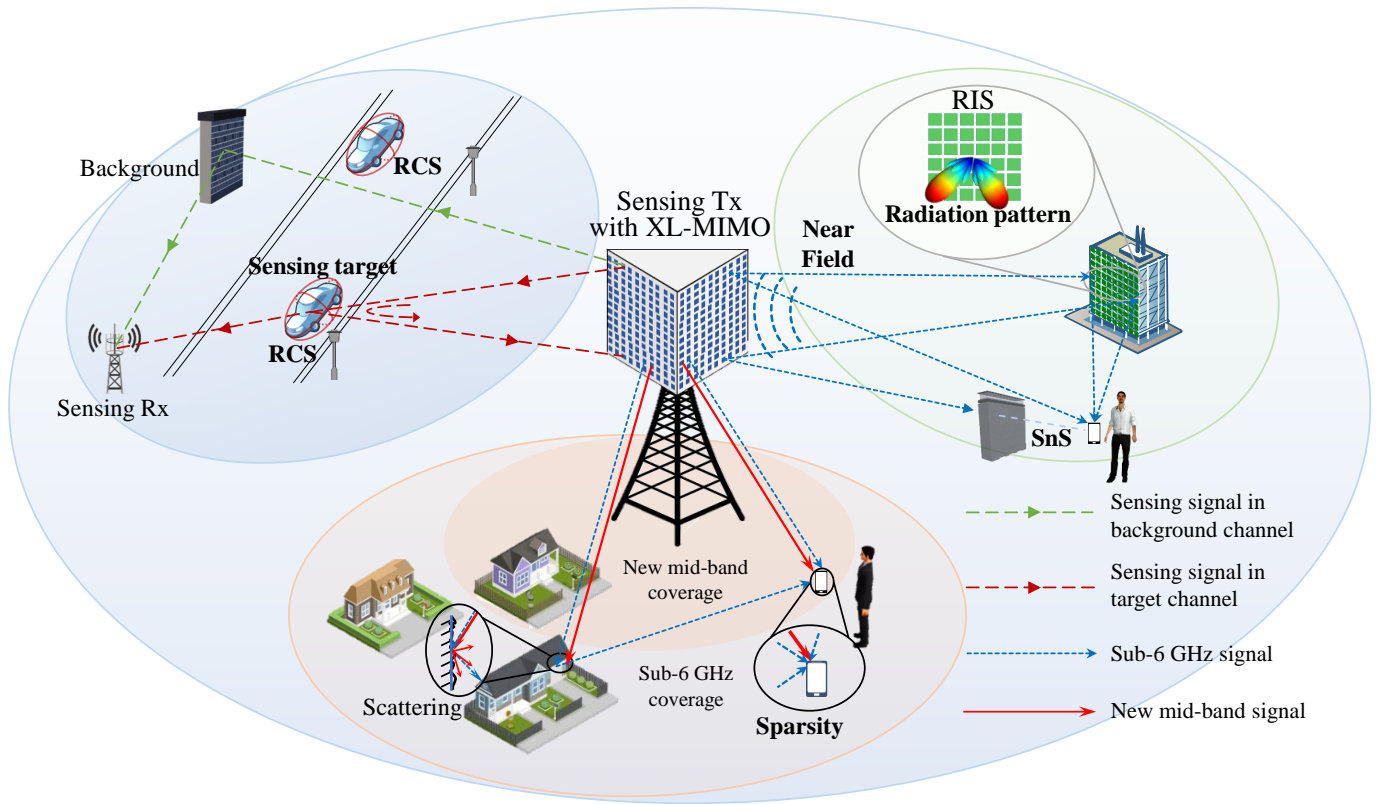 RIS
Radiation pattern
Background
RCS
Sensing Tx
with XL-MIMO
Near
Field
Sensing target
RCS
Sensing Rx
SnS
New mid-band
coverage
Sub-6 GHz
coverage
Scattering
Sparsity
Sensing signal in
background channel
Sensing signal in
target channel
Sub-6 GHz signal
New mid-band signal